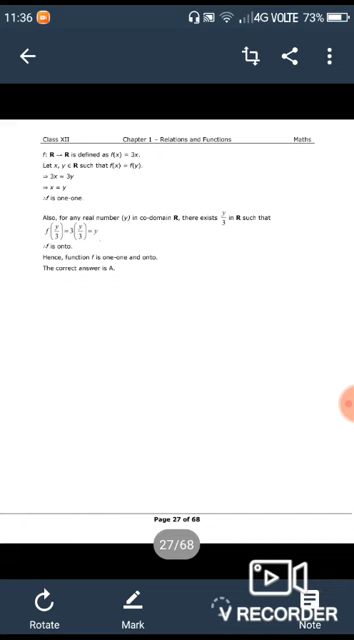 11:36 4G VOLTE 73%
Class XII Chapter 1 – Relations and Functions Maths
f: R → R is defined as f(x) = 3x.
Let x, y ∈ R such that f(x) = f(y).
⇒ 3x = 3y
⇒ x = y
∴f is one-one.
Also, for any real number (y) in co-domain R, there exists y/3 in R such that
f(y/3) = 3(y/3) = y
∴f is onto.
Hence, function f is one-one and onto.
The correct answer is A.
Page 27 of 68
27/68
Rotate Mark Note
V RECORDER